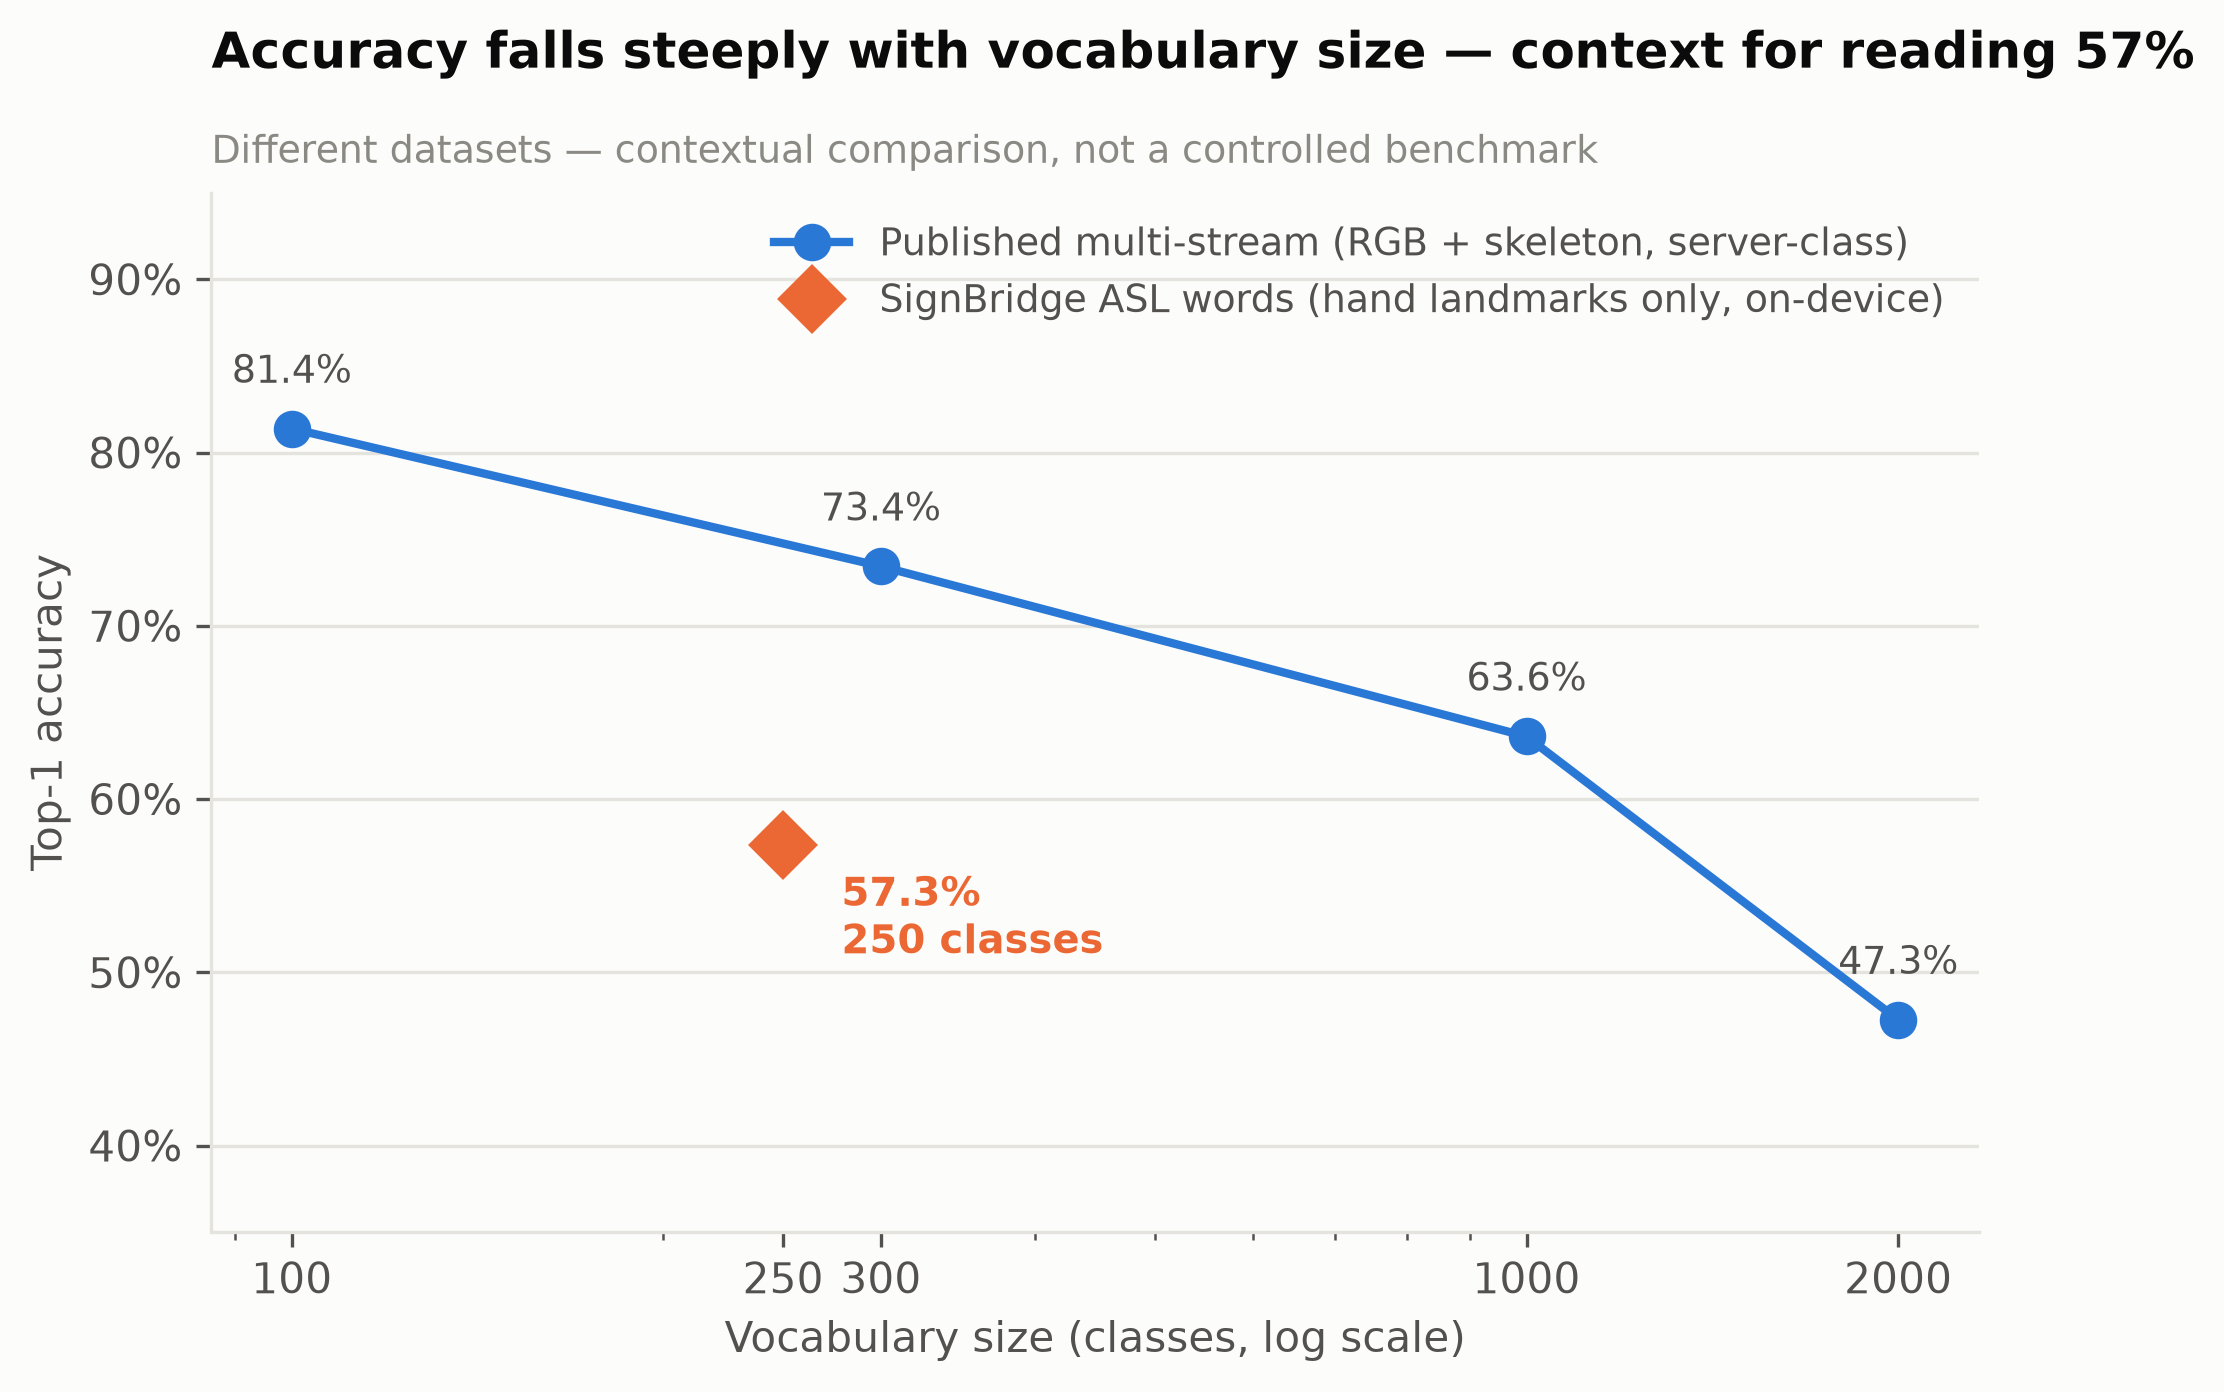 Accuracy falls steeply with vocabulary size — context for reading 57%
Different datasets — contextual comparison, not a controlled benchmark
Published multi-stream (RGB + skeleton, server-class)
SignBridge ASL words (hand landmarks only, on-device)
90%
80%
70%
60%
50%
40%
Top-1 accuracy
81.4%
73.4%
63.6%
47.3%
57.3%
250 classes
100
250
300
1000
2000
Vocabulary size (classes, log scale)